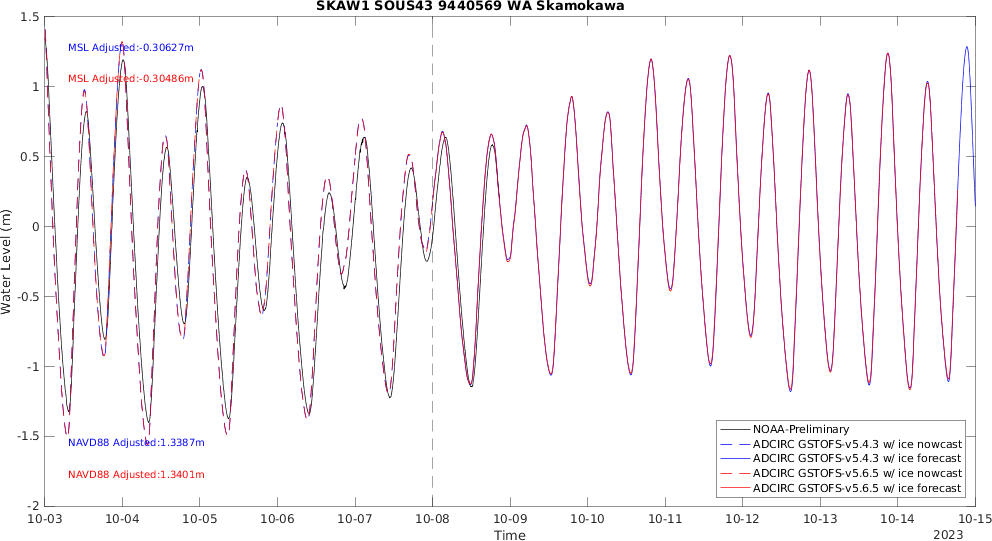 SKAW1 SOUS43 9440569 WA Skamokawa
1.5
MSL Adjusted:-0.30627m
MSL Adjusted:-0.30486m
1
0.5
0
Water Level (m)
-0.5
-1
-1.5
NAVD88 Adjusted:1.3387m
NAVD88 Adjusted:1.3401m
-2
NOAA-Preliminary
ADCIRC GSTOFS-v5.4.3 w/ ice nowcast
ADCIRC GSTOFS-v5.4.3 w/ ice forecast
ADCIRC GSTOFS-v5.6.5 w/ ice nowcast
ADCIRC GSTOFS-v5.6.5 w/ ice forecast
10-03 10-04 10-05 10-06 10-07 10-08 10-09 10-10 10-11 10-12 10-13 10-14 10-15
Time
2023